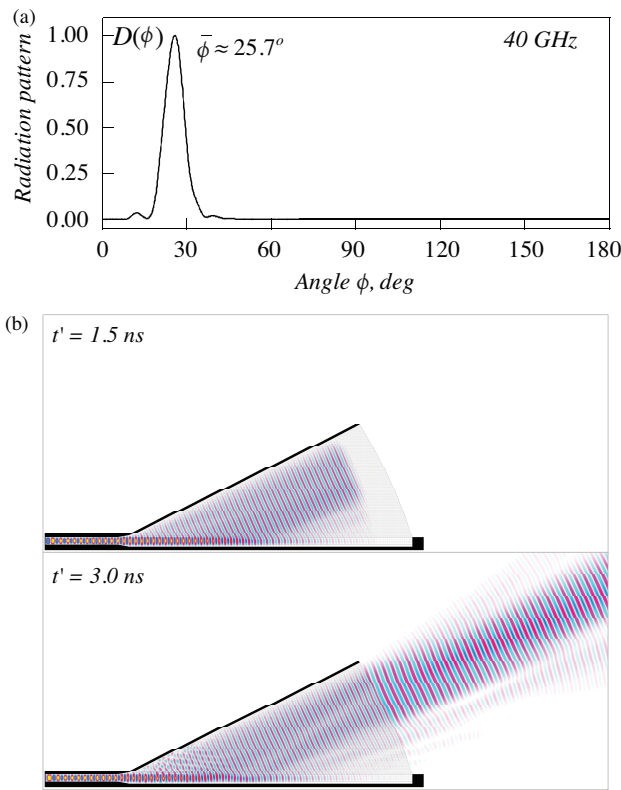 (a)
1.00
0.75
0.50
0.25
0.00
Radiation pattern
D(ϕ) ϕ̅ ≈ 25.7°
40 GHz
0 30 60 90 120 150 180
Angle ϕ, deg
(b)
t' = 1.5 ns
t' = 3.0 ns